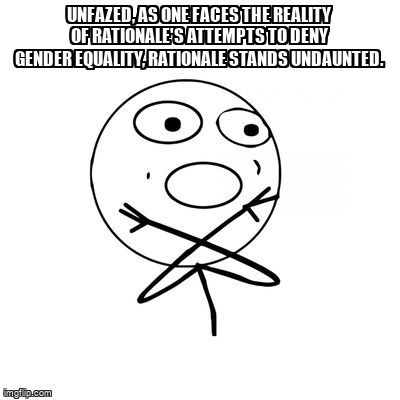 UNFAZED, AS ONE FACES THE REALITY
OF RATIONALE'S ATTEMPTS TO DENY
GENDER EQUALITY, RATIONALE STANDS UNDAUNTED.
imgflip.com